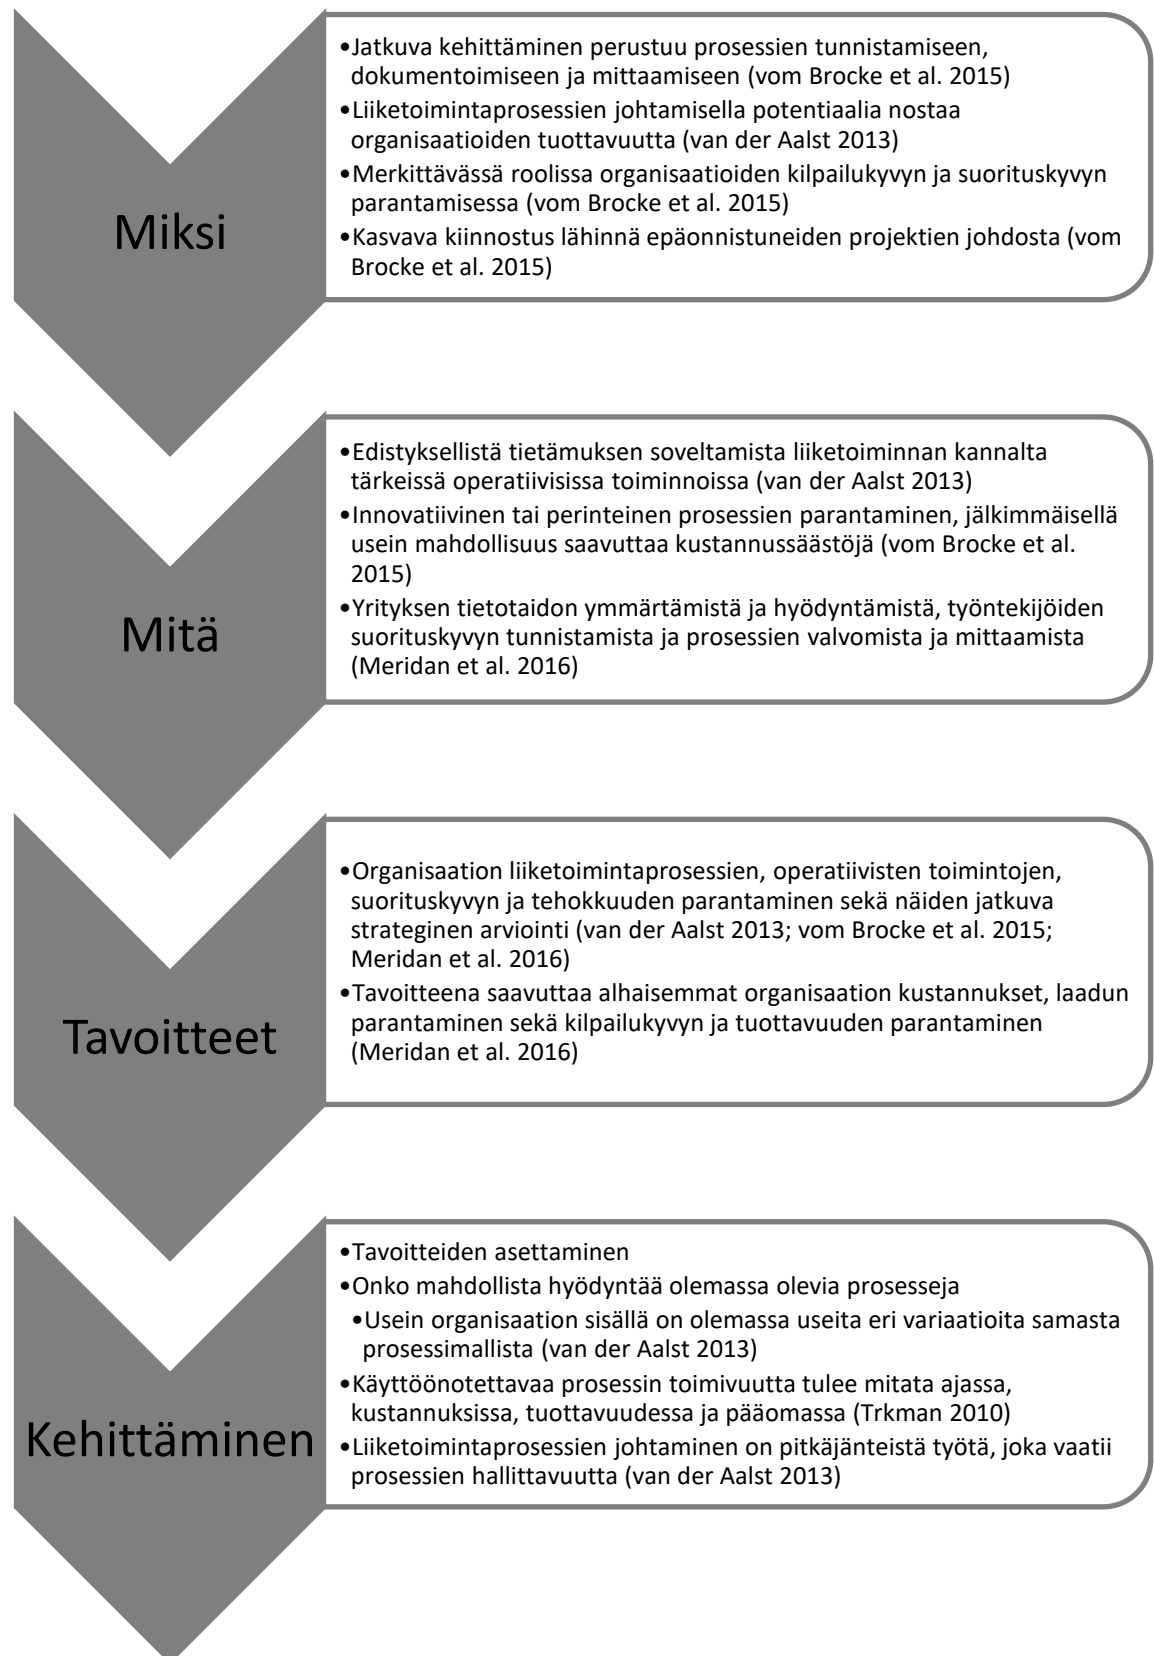 Miksi
•Jatkuva kehittäminen perustuu prosessien tunnistamiseen,
dokumentoimiseen ja mittaamiseen (vom Brocke et al. 2015)
•Liiketoimintaprosessien johtamisella potentiaalia nostaa
organisaatioiden tuottavuutta (van der Aalst 2013)
•Merkittävässä roolissa organisaatioiden kilpailukyvyn ja suorituskyvyn
parantamisessa (vom Brocke et al. 2015)
•Kasvava kiinnostus lähinnä epäonnistuneiden projektien johdosta (vom
Brocke et al. 2015)
Mitä
•Edistyksellistä tietämuksen soveltamista liiketoiminnan kannalta
tärkeissä operatiivisissa toiminnoissa (van der Aalst 2013)
•Innovatiivinen tai perinteinen prosessien parantaminen, jälkimmäisellä
usein mahdollisuus saavuttaa kustannussäästöjä (vom Brocke et al.
2015)
•Yrityksen tietotaidon ymmärtämistä ja hyödyntämistä, työntekijöiden
suorituskyvyn tunnistamista ja prosessien valvomista ja mittaamista
(Meridan et al. 2016)
Tavoitteet
•Organisaation liiketoimintaprosessien, operatiivisten toimintojen,
suorituskyvyn ja tehokkuuden parantaminen sekä näiden jatkuva
strateginen arviointi (van der Aalst 2013; vom Brocke et al. 2015;
Meridan et al. 2016)
•Tavoitteena saavuttaa alhaisemmat organisaation kustannukset, laadun
parantaminen sekä kilpailukyvyn ja tuottavuuden parantaminen
(Meridan et al. 2016)
Kehittäminen
•Tavoitteiden asettaminen
•Onko mahdollista hyödyntää olemassa olevia prosesseja
•Usein organisaation sisällä on olemassa useita eri variaatioita samasta
prosessimallista (van der Aalst 2013)
•Käyttöönotettavaa prosessin toimivuutta tulee mitata ajassa,
kustannuksissa, tuottavuudessa ja pääomassa (Trkman 2010)
•Liiketoimintaprosessien johtaminen on pitkäjänteistä työtä, joka vaatii
prosessien hallittavuutta (van der Aalst 2013)